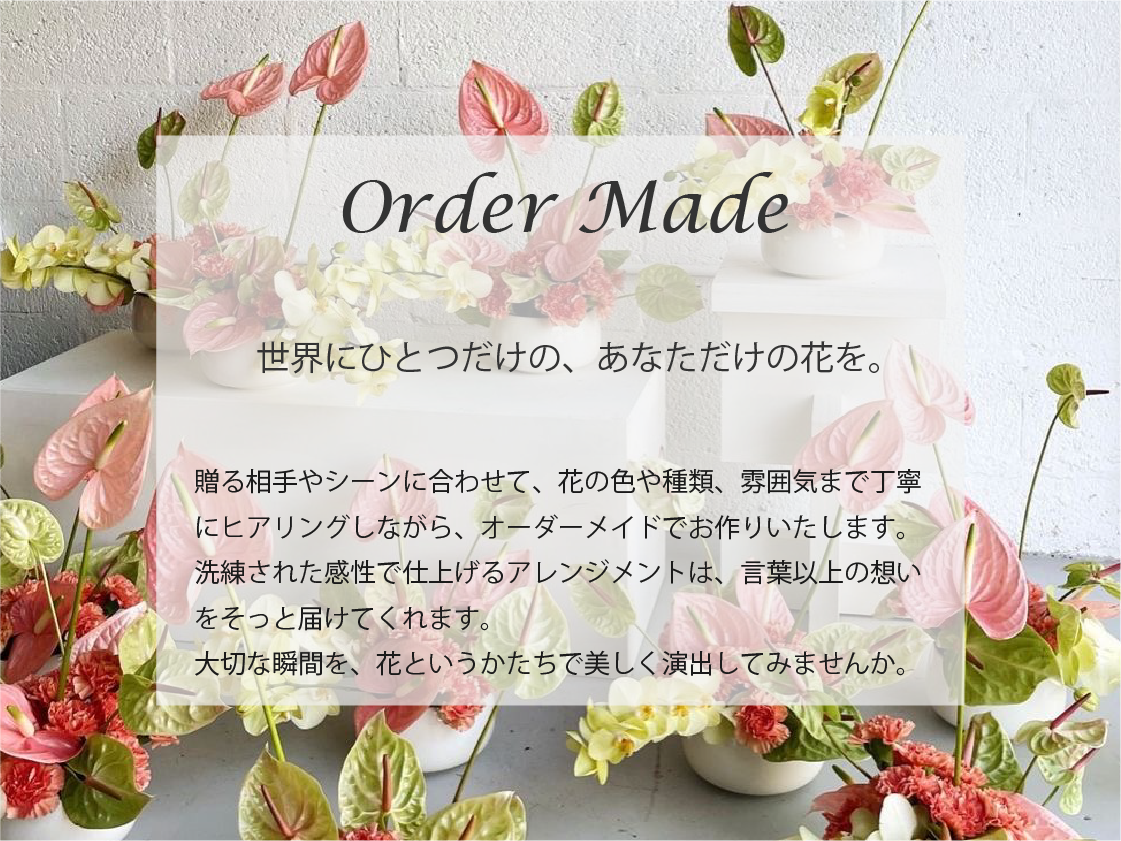 Order Made
世界にひとつだけの、あなただけの花を。
贈る相手やシーンに合わせて、花の色や種類、雰囲気まで丁寧
にヒアリングしながら、オーダーメイドでお作りいたします。
洗練された感性で仕上げるアレンジメントは、言葉以上の想い
をそっと届けてくれます。
大切な瞬間を、花というかたちで美しく演出してみませんか。